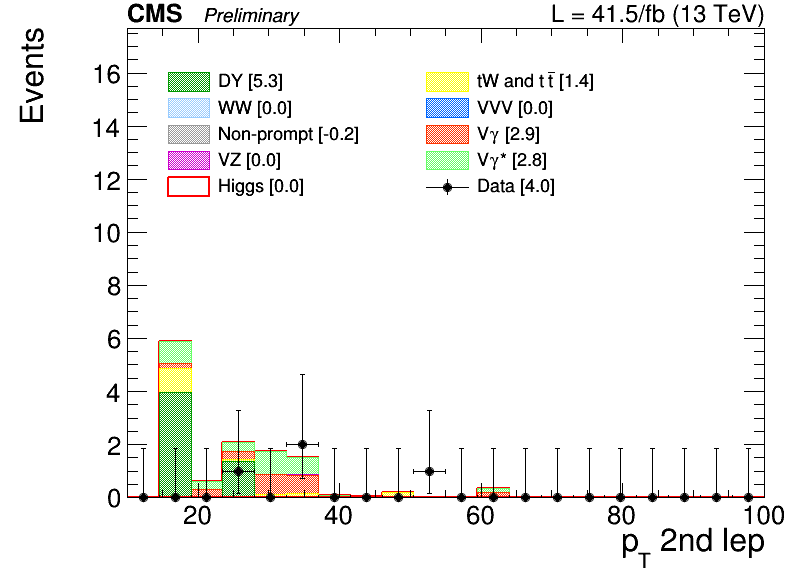 CMS Preliminary L = 41.5/fb (13 TeV)
Events
16
14
12
10
8
6
4
2
0
DY [5.3]
WW [0.0]
Non-prompt [-0.2]
VZ [0.0]
Higgs [0.0]
tW and tt̅ [1.4]
VVV [0.0]
Vγ [2.9]
Vγ* [2.8]
Data [4.0]
20 40 60 80 100
p_T 2nd lep